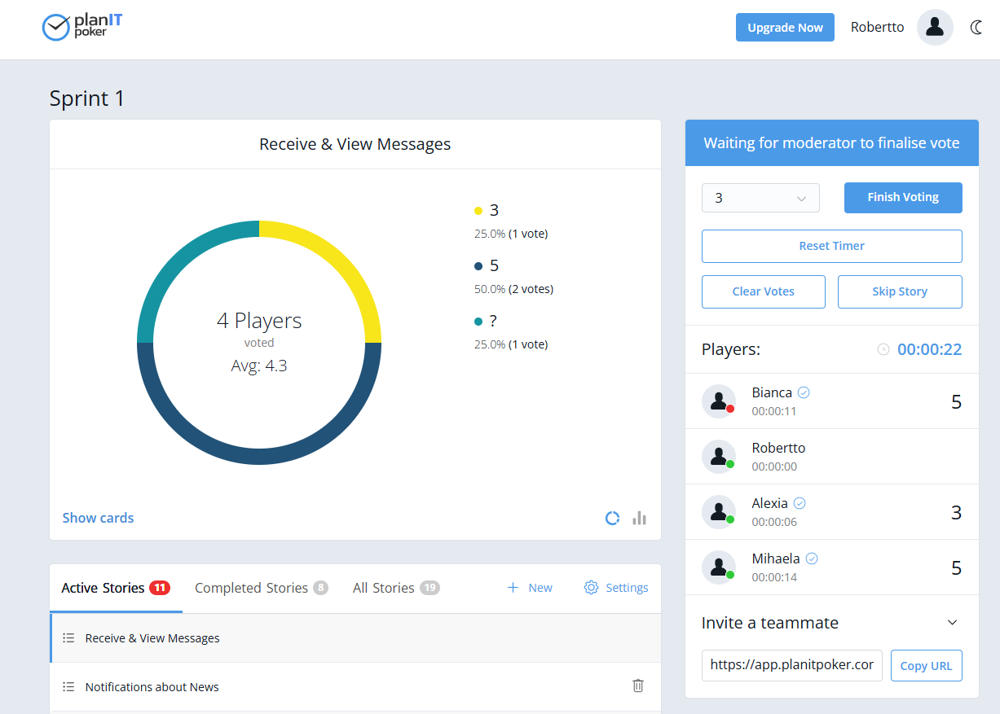 planIT
poker
Upgrade Now
Robertto
Sprint 1
Receive & View Messages
3
25.0% (1 vote)
5
50.0% (2 votes)
?
25.0% (1 vote)
4 Players
voted
Avg: 4.3
Show cards
Waiting for moderator to finalise vote
3
Finish Voting
Reset Timer
Clear Votes
Skip Story
Players:
00:00:22
Bianca
00:00:11
5
Robertto
00:00:00
Alexia
00:00:06
3
Mihaela
00:00:14
5
Invite a teammate
https://app.planitpoker.cor
Copy URL
Active Stories 11
Completed Stories 8
All Stories 19
New
Settings
Receive & View Messages
Notifications about News